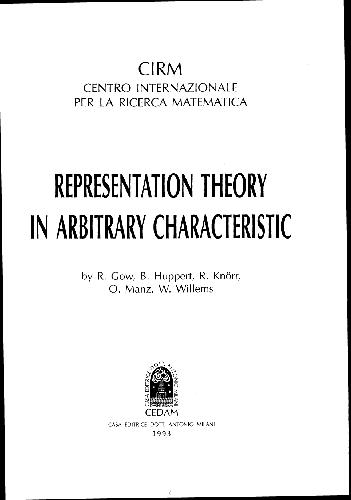 CIRM
CENTRO INTERNAZIONALE
PER LA RICERCA MATEMATICA
REPRESENTATION THEORY
IN ARBITRARY CHARACTERISTIC
by R. Gow, B. Huppert, R. Knörr,
O. Manz, W. Willems
CEDAM
CASA EDITRICE DOTT. ANTONIO MILANI
1993